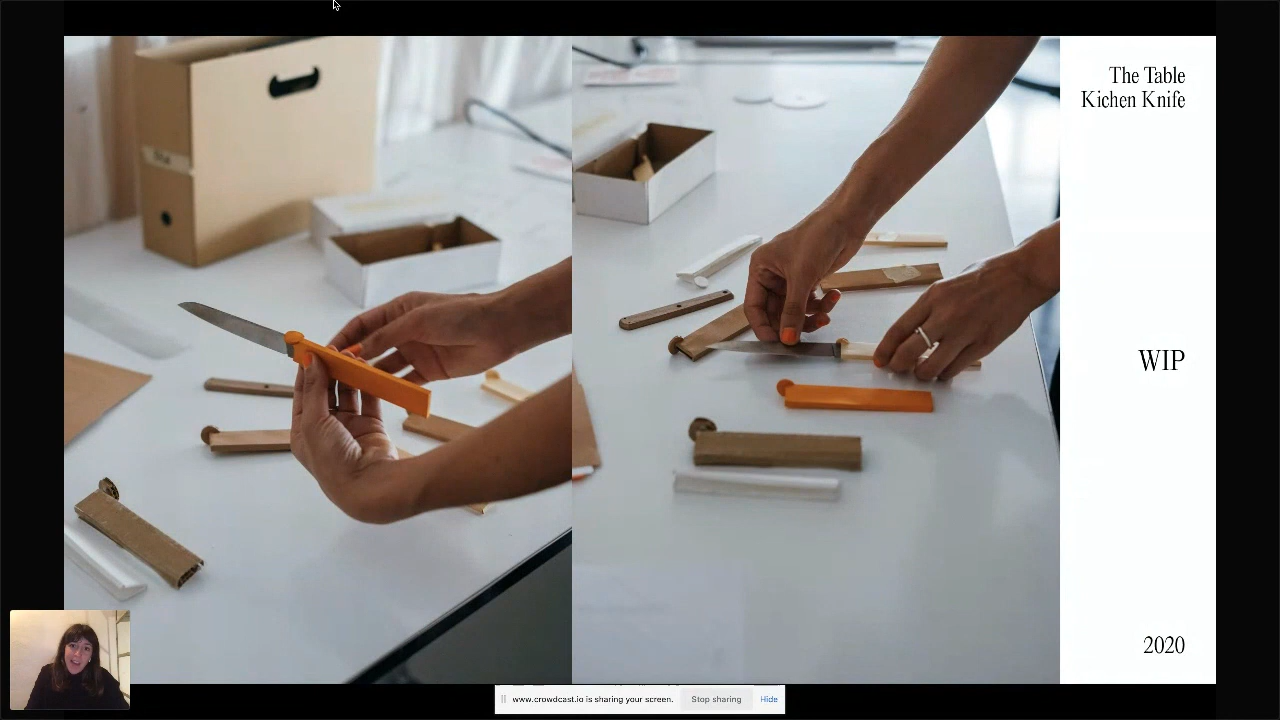 The Table
Kichen Knife
WIP
2020
www.crowdcast.io is sharing your screen.
Stop sharing
Hide